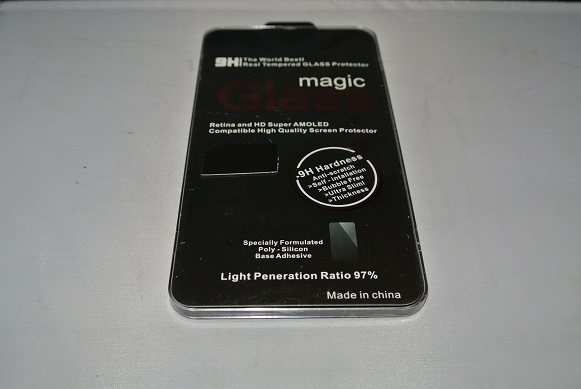 9H The World Best!
Real Tempered GLASS Protector
magic
Glass
Retina and HD Super AMOLED
Compatible High Quality Screen Protector
9H Hardness
Anti-scratch
>Self - intallation
>Bubble Free
>Ultra Slim!
>Thickness
Specially Formulated
Poly - Silicon
Base Adhesive
Light Peneration Ratio 97%
Made in china